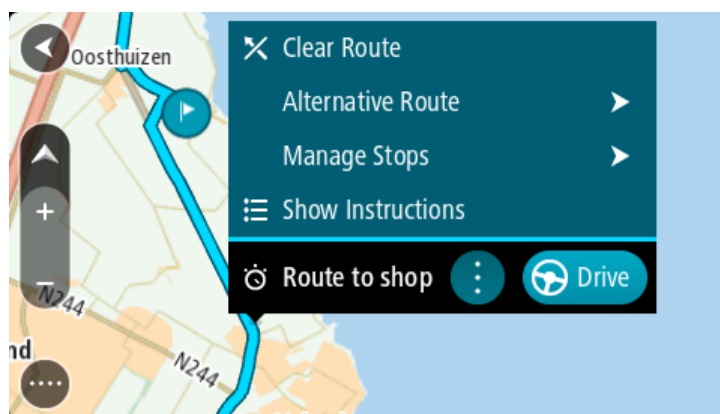 Oosthuizen
Clear Route
Alternative Route
Manage Stops
Show Instructions
Route to shop
Drive
N244
nd
N244